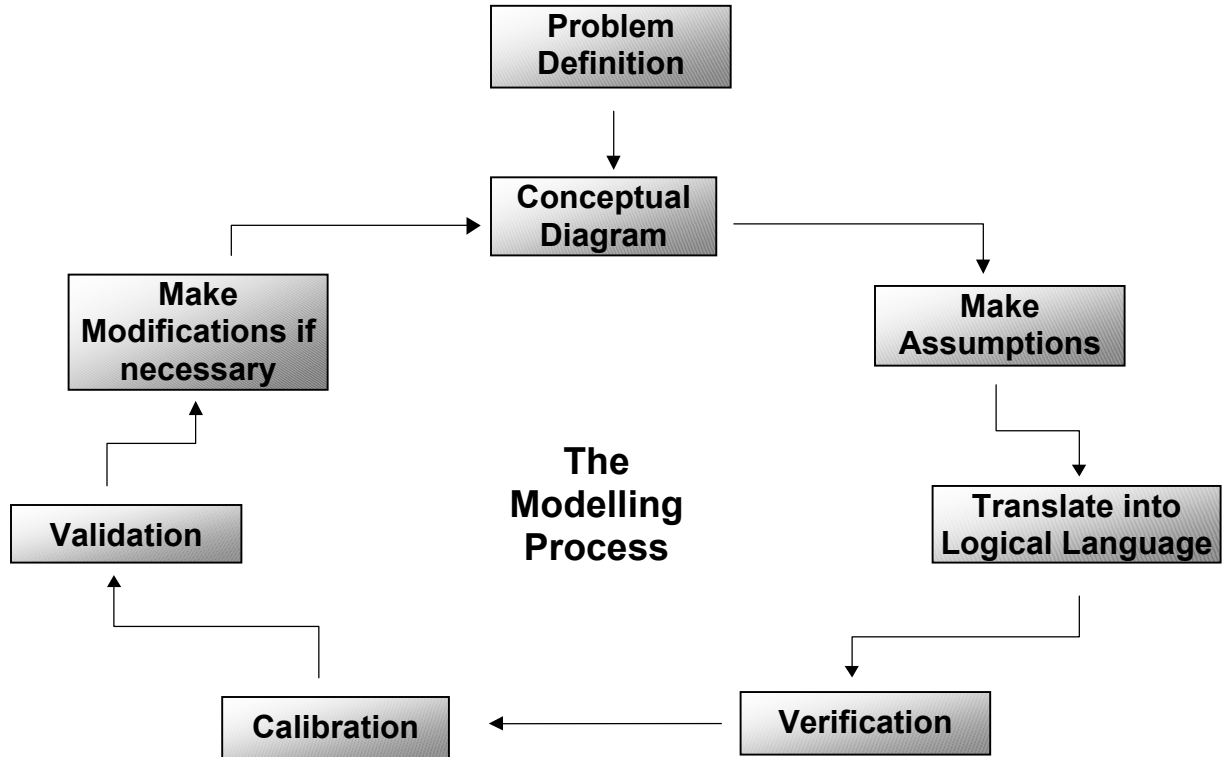 Problem
Definition
Conceptual
Diagram
Make
Assumptions
Translate into
Logical Language
Verification
Calibration
Validation
Make
Modifications if
necessary
The
Modelling
Process